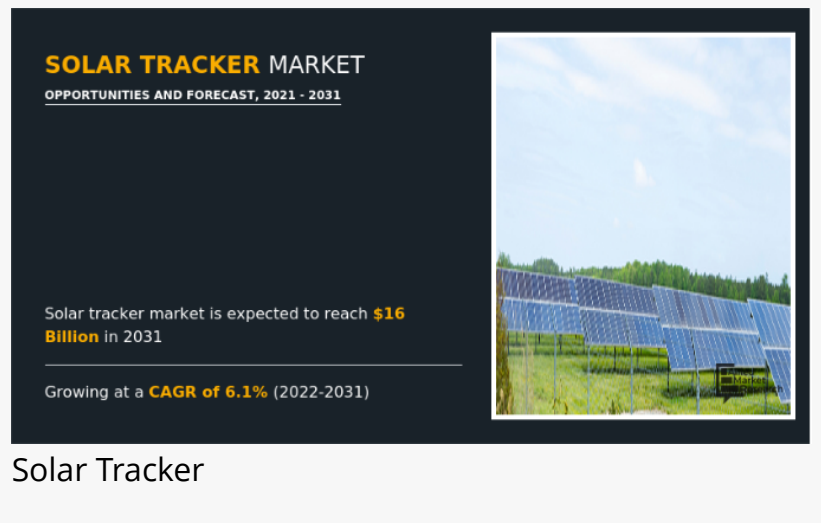 SOLAR TRACKER MARKET
OPPORTUNITIES AND FORECAST, 2021 - 2031
Solar tracker market is expected to reach $16
Billion in 2031
Growing at a CAGR of 6.1% (2022-2031)
Market
Solar Tracker